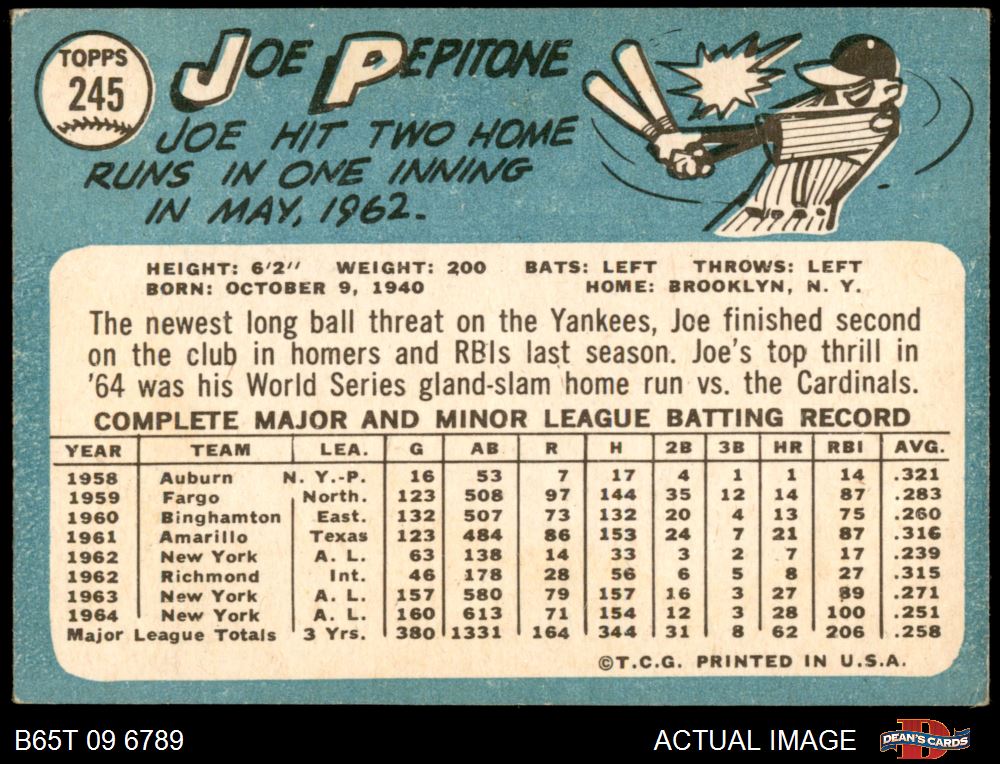 TOPPS
245
JOE PEPITONE
JOE HIT TWO HOME
RUNS IN ONE INNING
IN MAY, 1962.
HEIGHT: 6'2" WEIGHT: 200 BATS: LEFT THROWS: LEFT
BORN: OCTOBER 9, 1940 HOME: BROOKLYN, N. Y.
The newest long ball threat on the Yankees, Joe finished second
on the club in homers and RBIs last season. Joe's top thrill in
'64 was his World Series gland-slam home run vs. the Cardinals.
COMPLETE MAJOR AND MINOR LEAGUE BATTING RECORD
YEAR TEAM LEA. G AB R H 2B 3B HR RBI AVG.
1958 Auburn N. Y.-P. 16 53 7 17 4 1 1 14 .321
1959 Fargo North. 123 508 97 144 35 12 14 87 .283
1960 Binghamton East. 132 507 73 132 20 4 13 75 .260
1961 Amarillo Texas 123 484 86 153 24 7 21 87 .316
1962 New York A. L. 63 138 14 33 3 2 7 17 .239
1962 Richmond Int. 46 178 28 56 6 5 8 27 .315
1963 New York A. L. 157 580 79 157 16 3 27 89 .271
1964 New York A. L. 160 613 71 154 12 3 28 100 .251
Major League Totals 3 Yrs. 380 1331 164 344 31 8 62 206 .258
©T.C.G. PRINTED IN U.S.A.
B65T 09 6789
ACTUAL IMAGE
D
DEAN'S CARDS